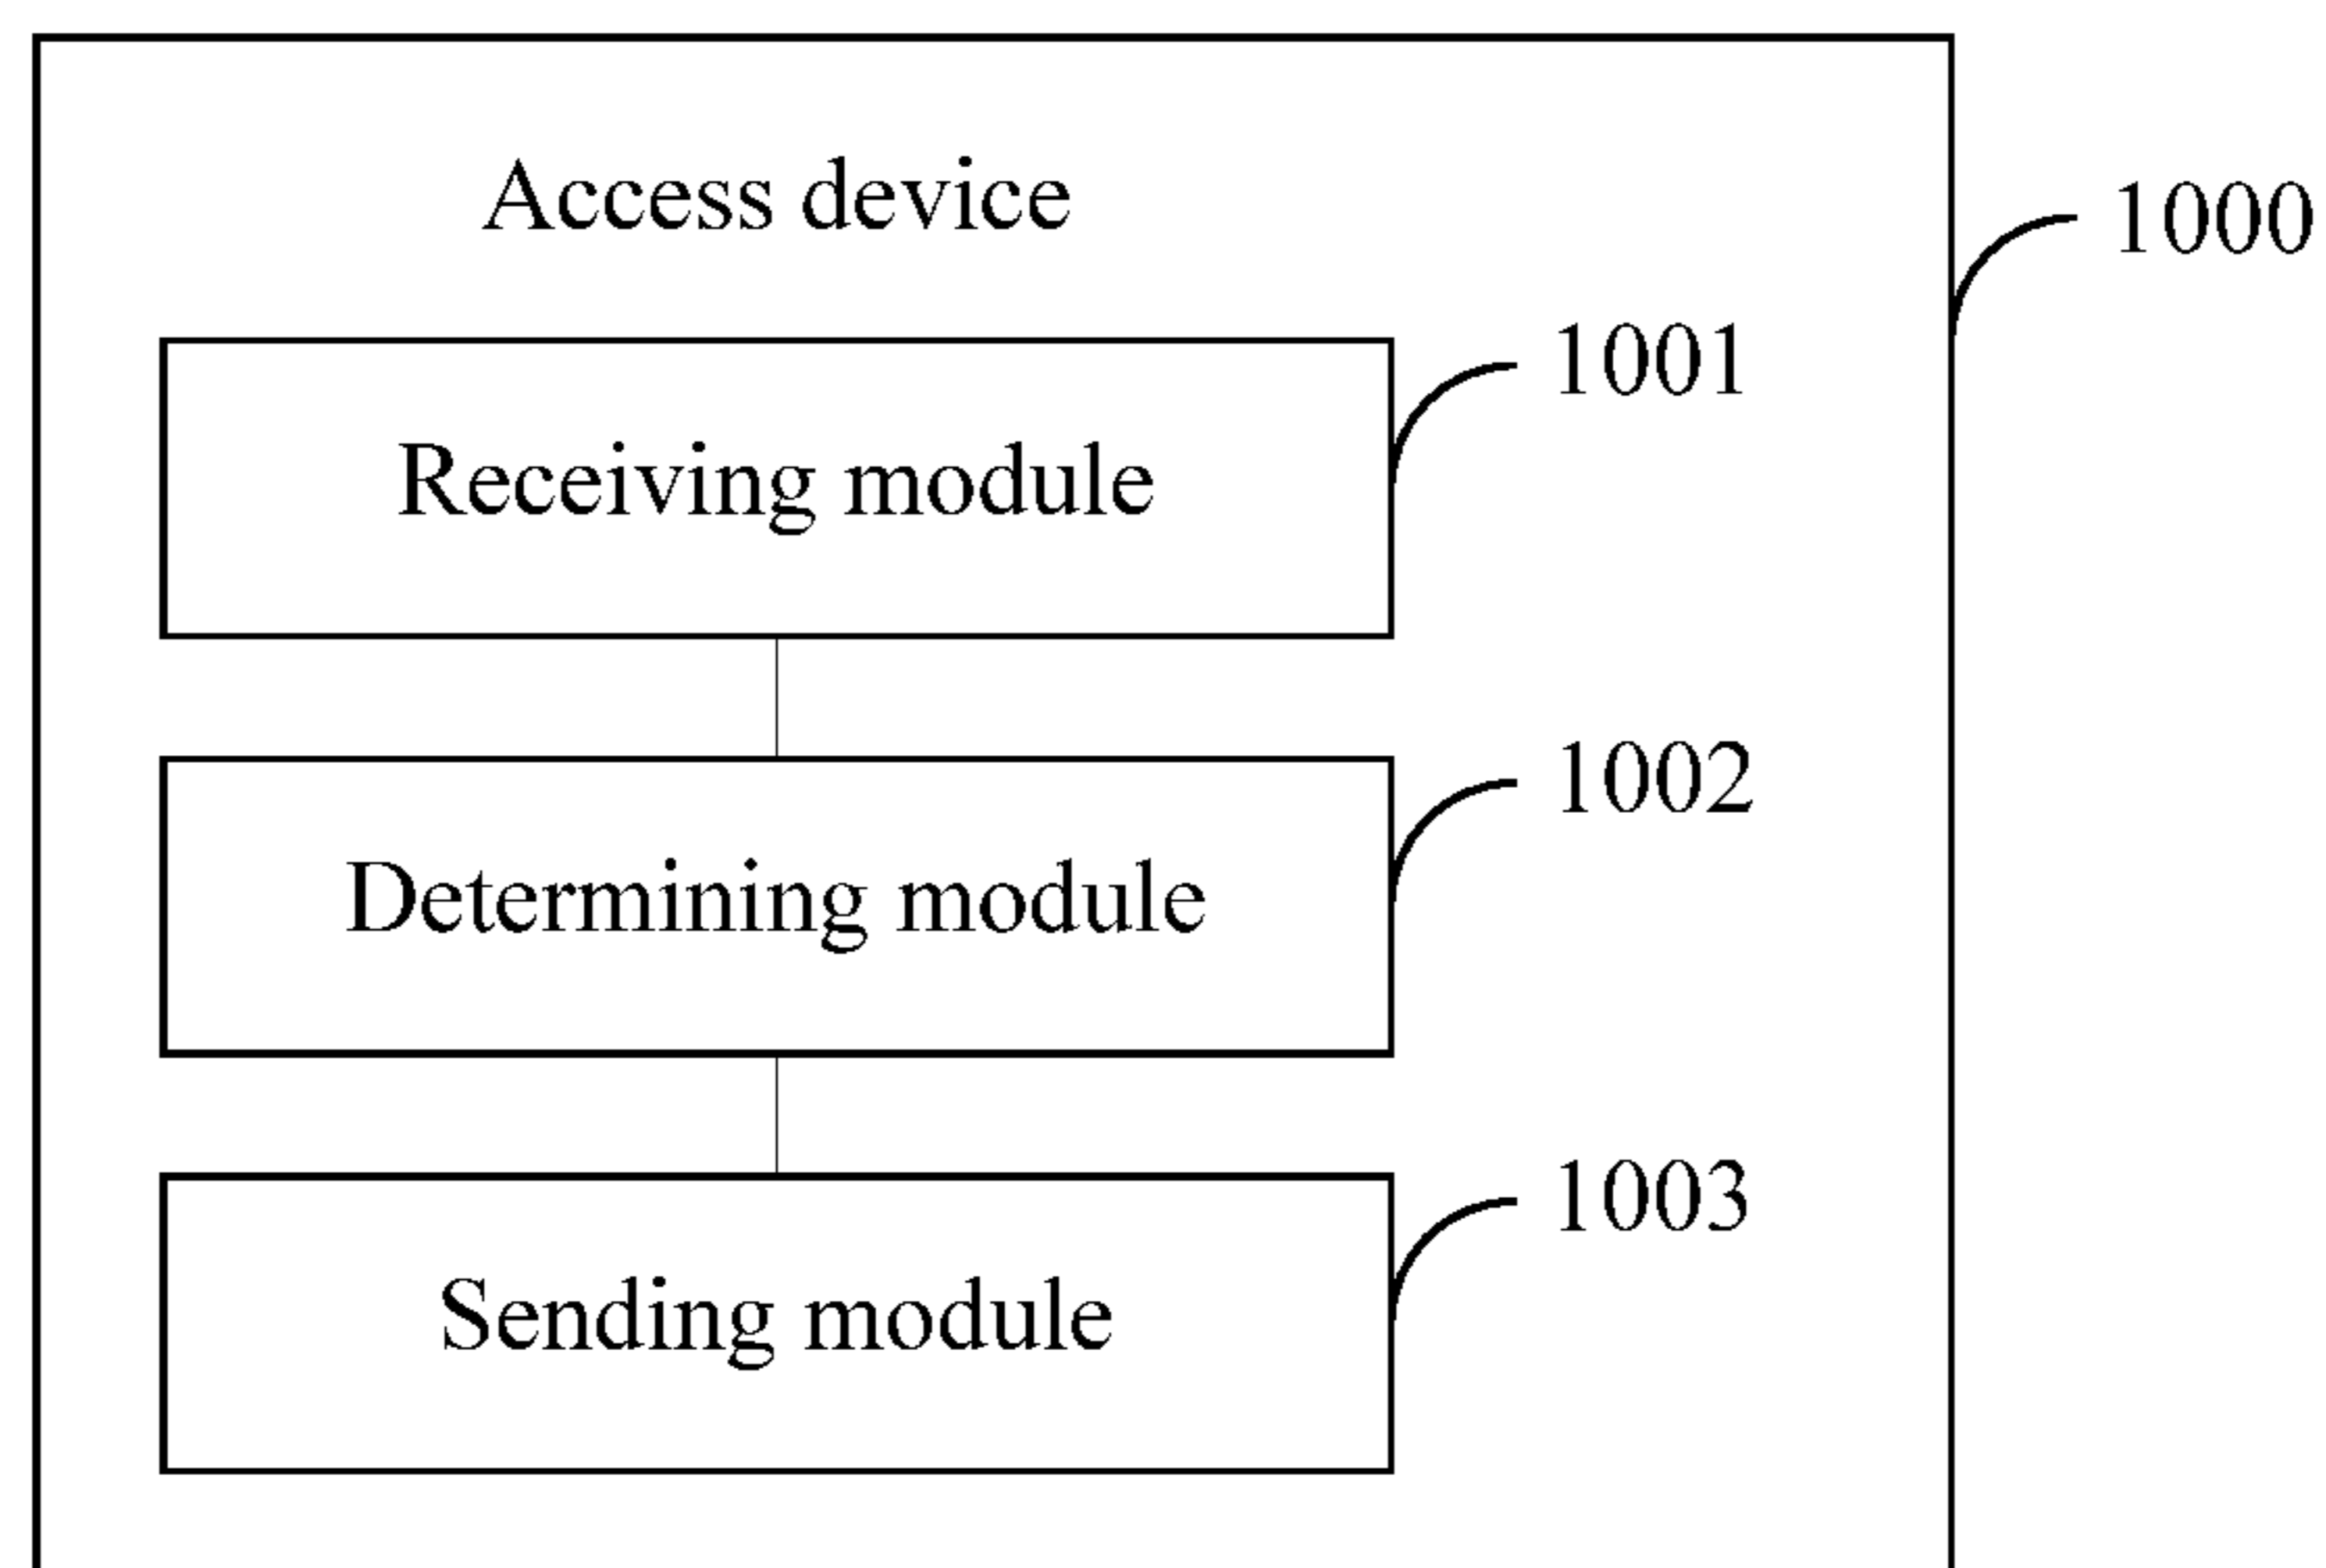 Access device
1000
1001
Receiving module
1002
Determining module
1003
Sending module